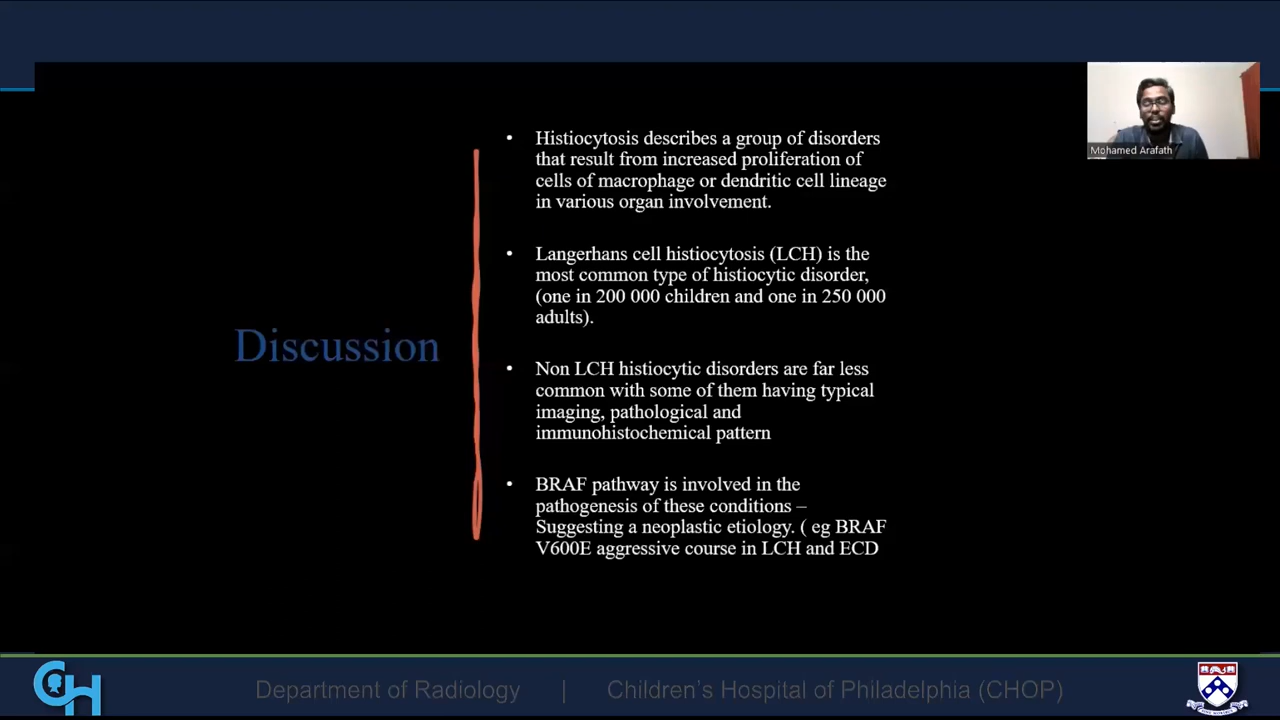 Mohamed Arafath
Discussion
• Histiocytosis describes a group of disorders
that result from increased proliferation of
cells of macrophage or dendritic cell lineage
in various organ involvement.
• Langerhans cell histiocytosis (LCH) is the
most common type of histiocytic disorder,
(one in 200 000 children and one in 250 000
adults).
• Non LCH histiocytic disorders are far less
common with some of them having typical
imaging, pathological and
immunohistochemical pattern
• BRAF pathway is involved in the
pathogenesis of these conditions –
Suggesting a neoplastic etiology. ( eg BRAF
V600E aggressive course in LCH and ECD
CH
Department of Radiology | Children's Hospital of Philadelphia (CHOP)